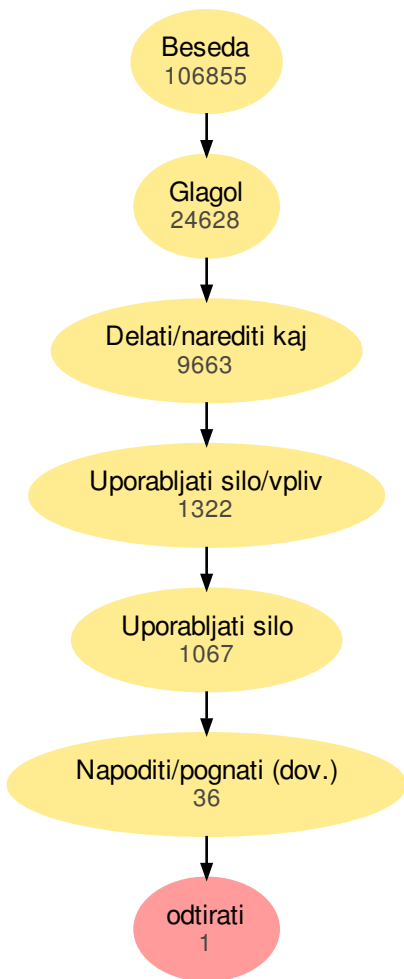 Beseda
106855
Glagol
24628
Delati/narediti kaj
9663
Uporabljati silo/vpliv
1322
Uporabljati silo
1067
Napoditi/pognati (dov.)
36
odtirati
1